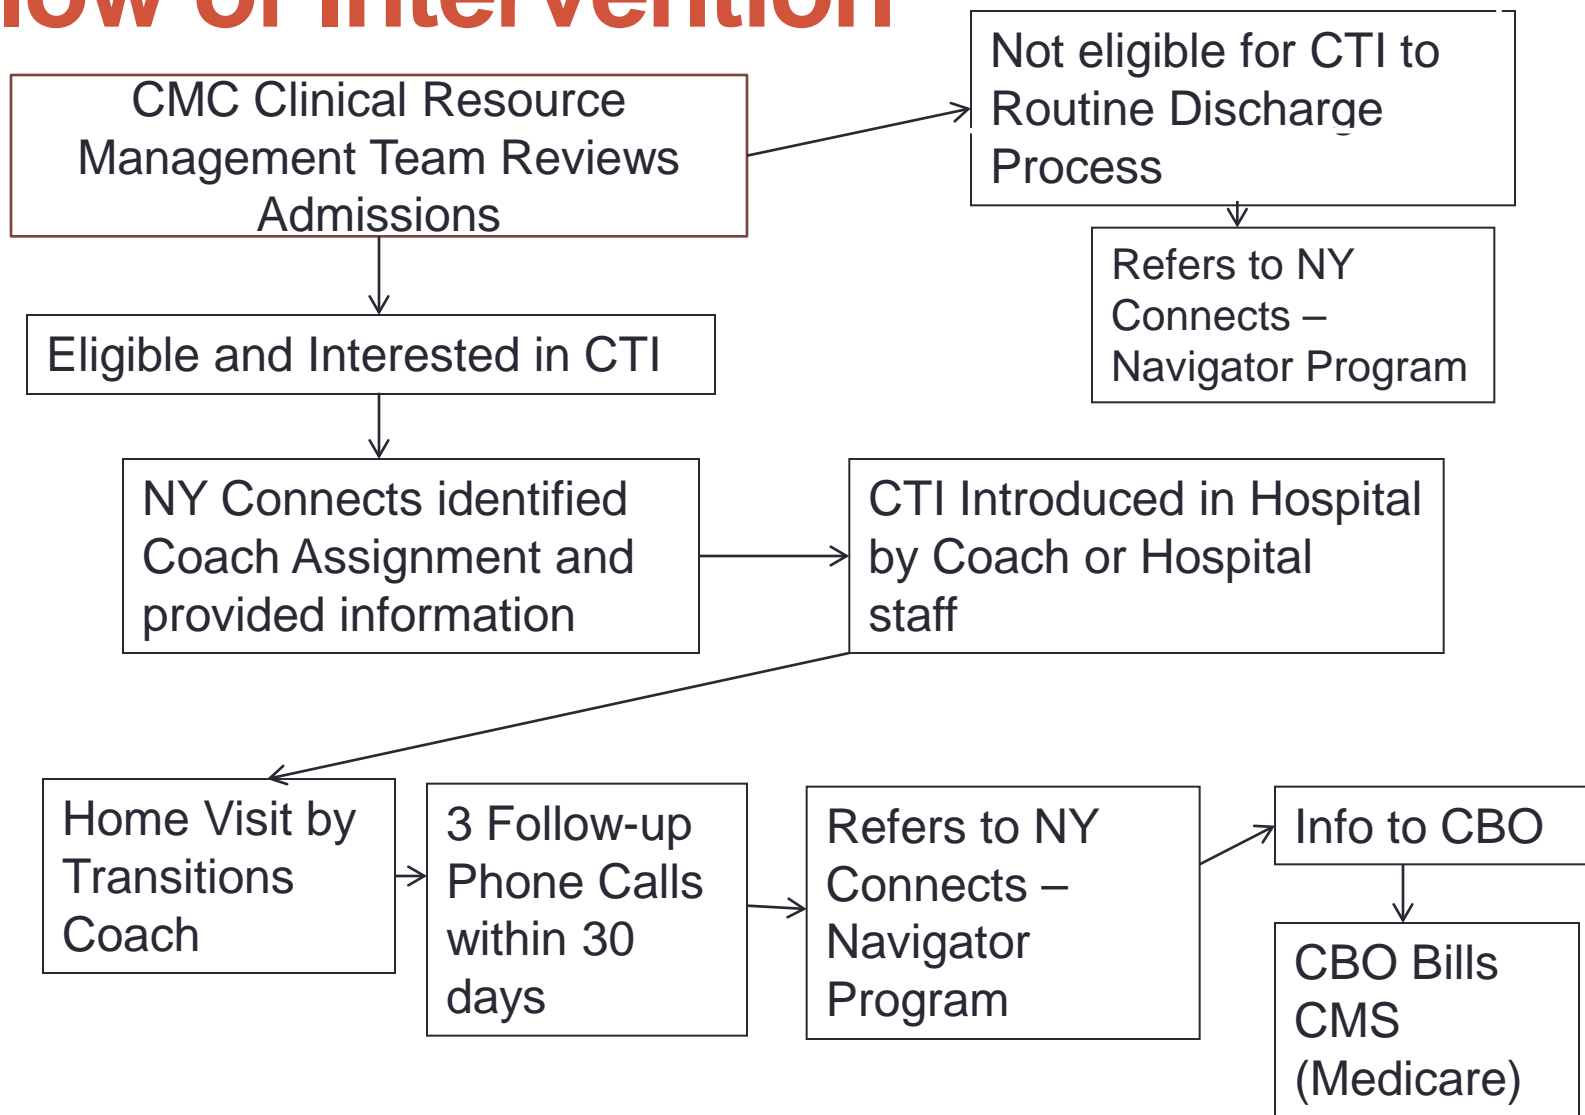 low of Intervention
Not eligible for CTI to
Routine Discharge
Process
CMC Clinical Resource
Management Team Reviews
Admissions
Refers to NY
Connects –
Navigator Program
Eligible and Interested in CTI
NY Connects identified
Coach Assignment and
provided information
CTI Introduced in Hospital
by Coach or Hospital
staff
Home Visit by
Transitions
Coach
3 Follow-up
Phone Calls
within 30
days
Refers to NY
Connects –
Navigator
Program
Info to CBO
CBO Bills
CMS
(Medicare)